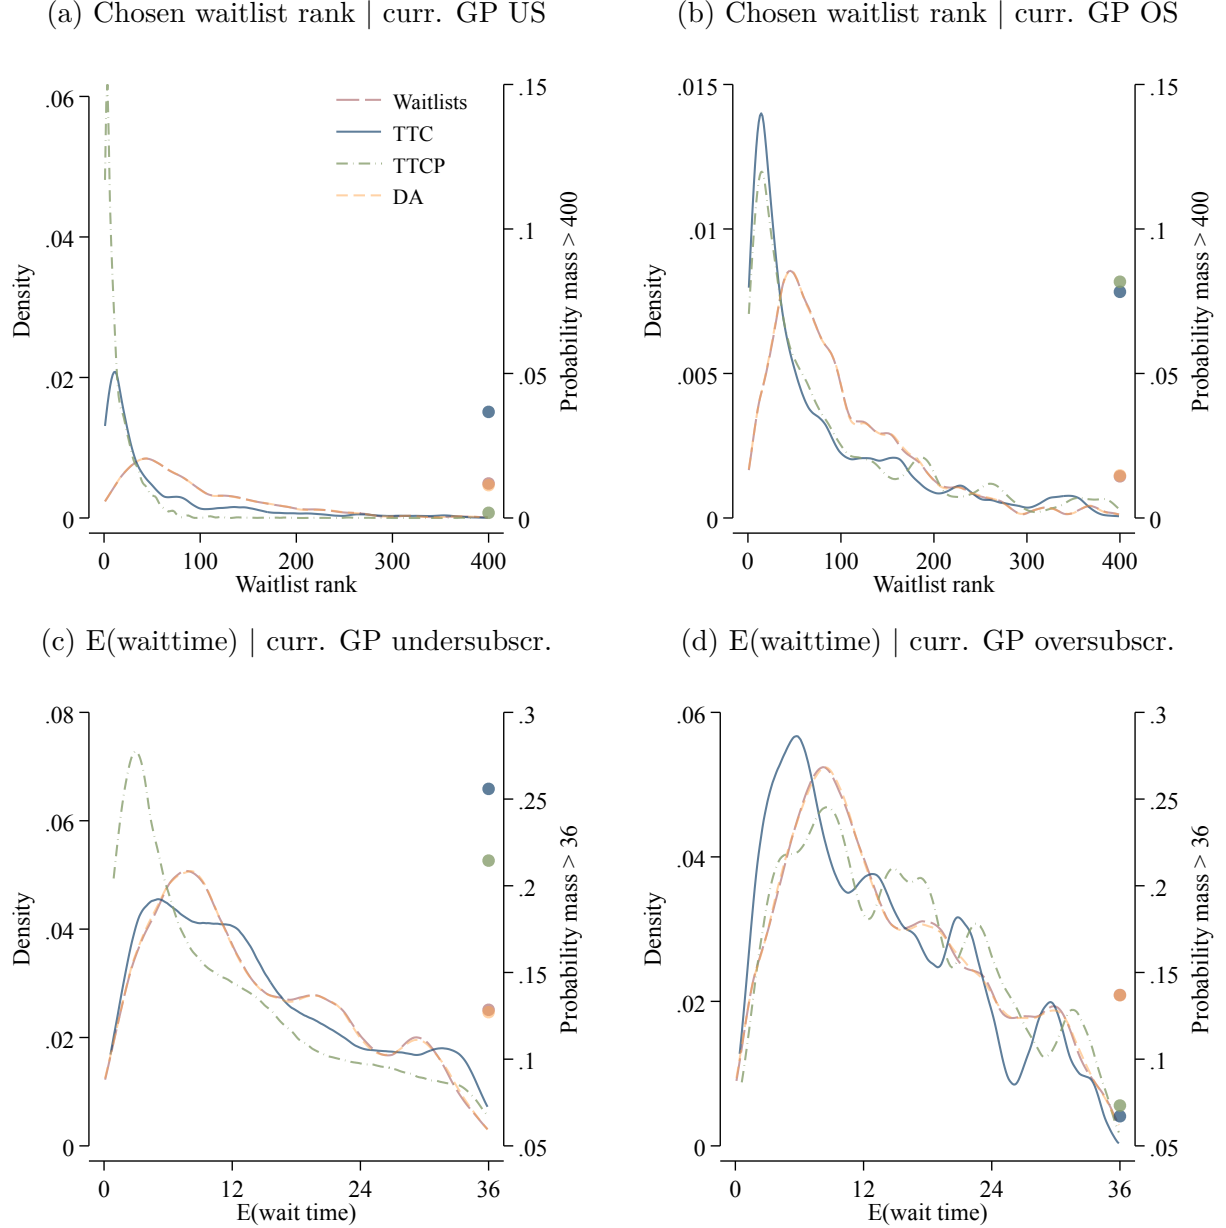 (a) Chosen waitlist rank | curr. GP US
.06
.04
.02
0
Density
.15
.1
.05
0
Probability mass > 400
Waitlists
TTC
TTCP
DA
0 100 200 300 400
Waitlist rank
(b) Chosen waitlist rank | curr. GP OS
.015
.01
.005
0
Density
.15
.1
.05
0
Probability mass > 400
0 100 200 300 400
Waitlist rank
(c) E(waittime) | curr. GP undersubscr.
.08
.06
.04
.02
0
Density
.3
.25
.2
.15
.1
.05
Probability mass > 36
0 12 24 36
E(wait time)
(d) E(waittime) | curr. GP oversubscr.
.06
.04
.02
0
Density
.3
.25
.2
.15
.1
.05
Probability mass > 36
0 12 24 36
E(wait time)